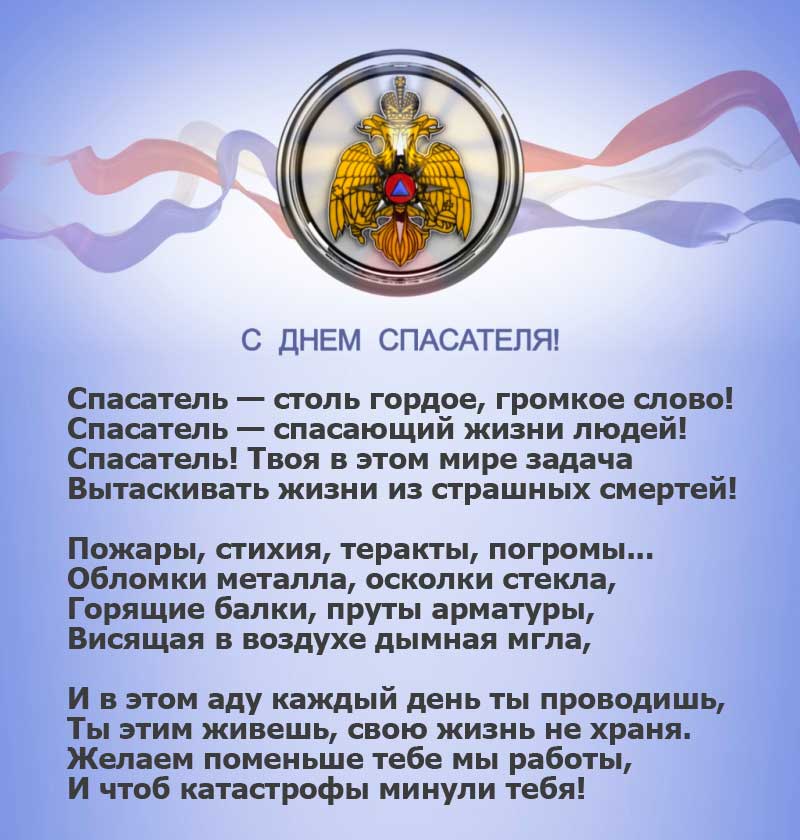 С ДНЕМ СПАСАТЕЛЯ!
Спасатель — столь гордое, громкое слово!
Спасатель — спасающий жизни людей!
Спасатель! Твоя в этом мире задача
Вытаскивать жизни из страшных смертей!
Пожары, стихия, теракты, погромы...
Обломки металла, осколки стекла,
Горящие балки, пруты арматуры,
Висящая в воздухе дымная мгла,
И в этом аду каждый день ты проводишь,
Ты этим живешь, свою жизнь не храня.
Желаем поменьше тебе мы работы,
И чтоб катастрофы минули тебя!